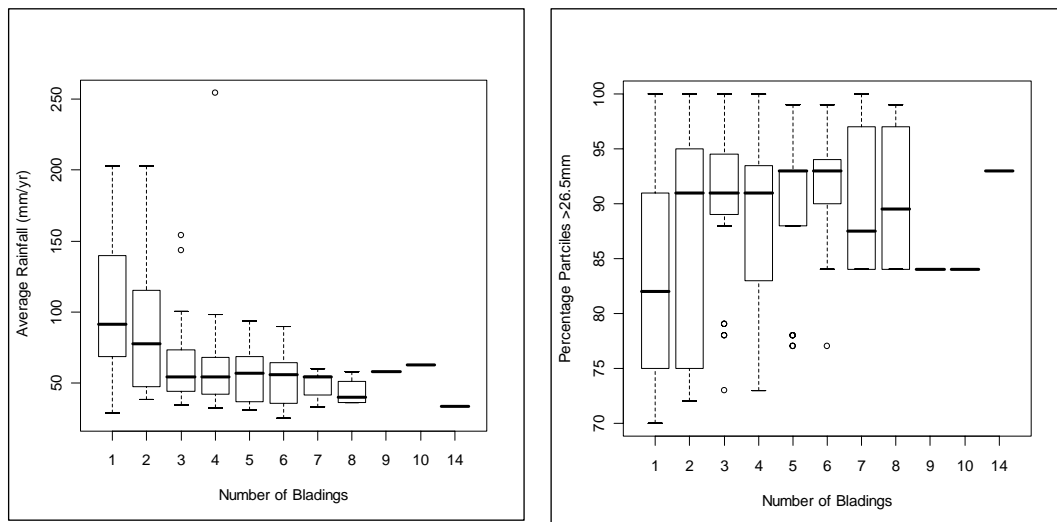 Average Rainfall (mm/yr)
250
200
150
100
50
1 2 3 4 5 6 7 8 9 10 14
Number of Bladings
Percentage Partciles >26.5mm
100
95
90
85
80
75
70
1 2 3 4 5 6 7 8 9 10 14
Number of Bladings